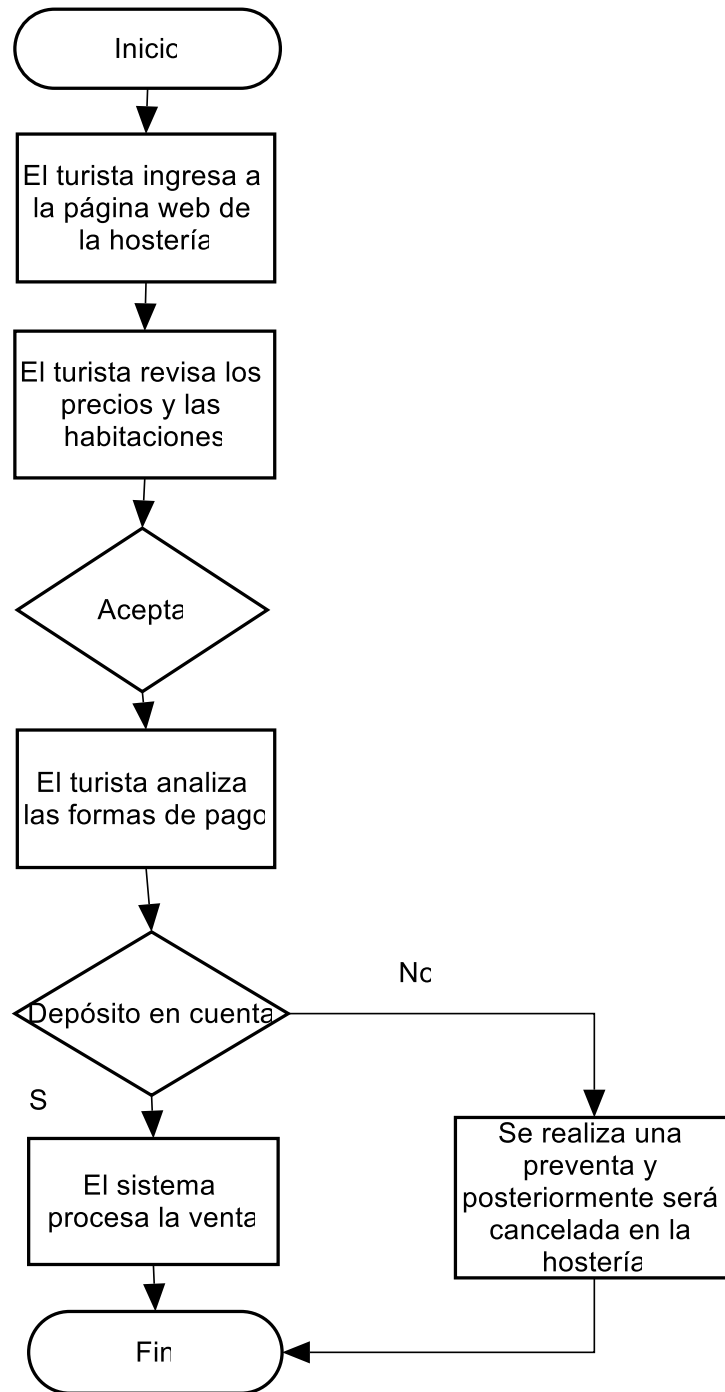 Inicio
El turista ingresa a
la página web de
la hostería
El turista revisa los
precios y las
habitaciones
Acepta
El turista analiza
las formas de pago
No
Depósito en cuenta
S
El sistema
procesa la venta
Se realiza una
preventa y
posteriormente será
cancelada en la
hostería
Fin